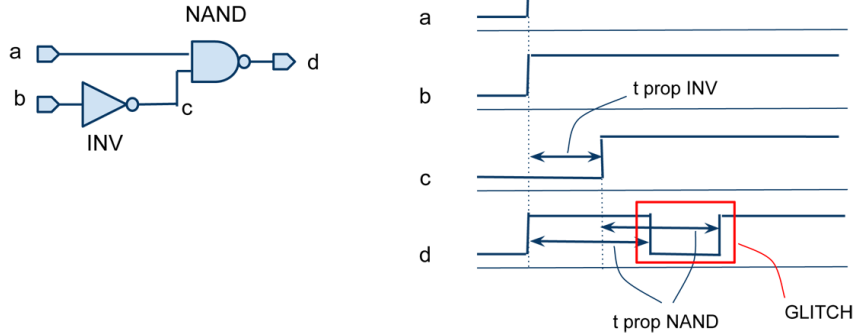 NAND
a
d
b
c
INV
a
b
t prop INV
c
d
t prop NAND
GLITCH